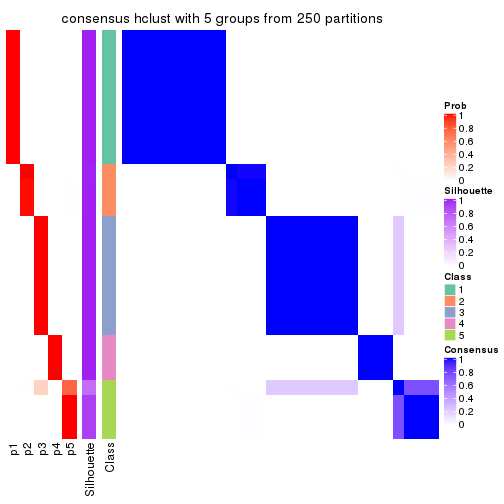 consensus hclust with 5 groups from 250 partitions
Prob
1
0.8
0.6
0.4
0.2
0
Silhouette
1
0.8
0.6
0.4
0.2
0
Class
1
2
3
4
5
Consensus
1
0.8
0.6
0.4
0.2
0
p1
p2
p3
p4
p5
Silhouette
Class